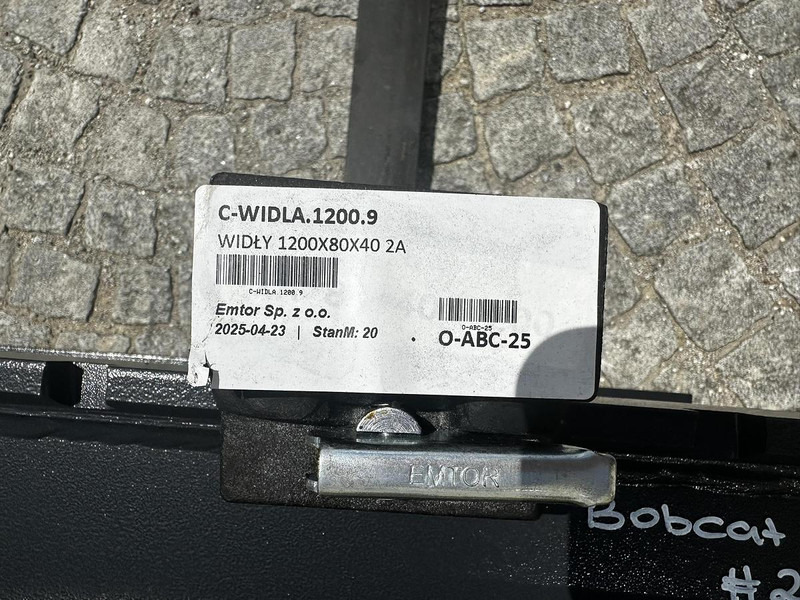 C-WIDLA.1200.9
WIDŁY 1200X80X40 2A
C-WIDLA.1200.9
Emtor Sp. z o.o.
2025-04-23 | StanM: 20
O-ABC-25
O-ABC-25
EMTOR
Bobcat
#2